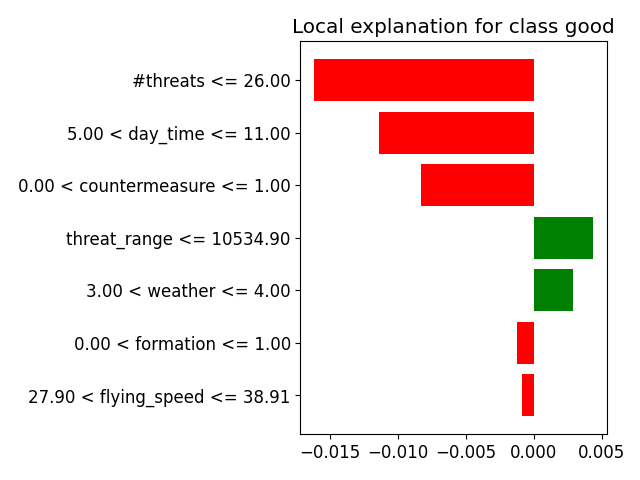 Local explanation for class good
#threats <= 26.00
5.00 < day_time <= 11.00
0.00 < countermeasure <= 1.00
threat_range <= 10534.90
3.00 < weather <= 4.00
0.00 < formation <= 1.00
27.90 < flying_speed <= 38.91
−0.015 −0.010 −0.005 0.000 0.005